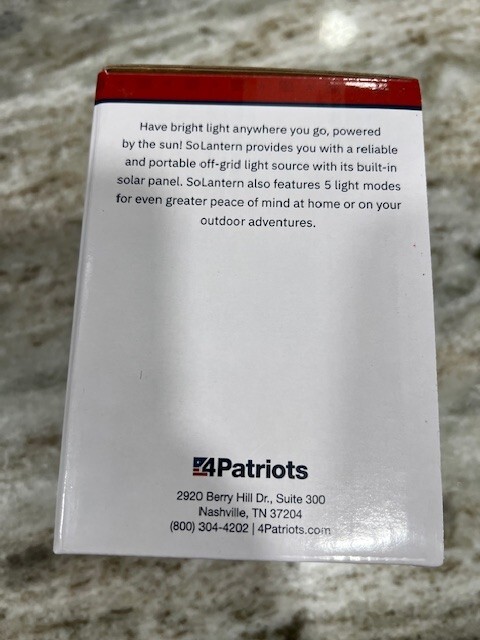 Have bright light anywhere you go, powered
by the sun! SoLantern provides you with a reliable
and portable off-grid light source with its built-in
solar panel. SoLantern also features 5 light modes
for even greater peace of mind at home or on your
outdoor adventures.
4Patriots
2920 Berry Hill Dr., Suite 300
Nashville, TN 37204
(800) 304-4202 | 4Patriots.com